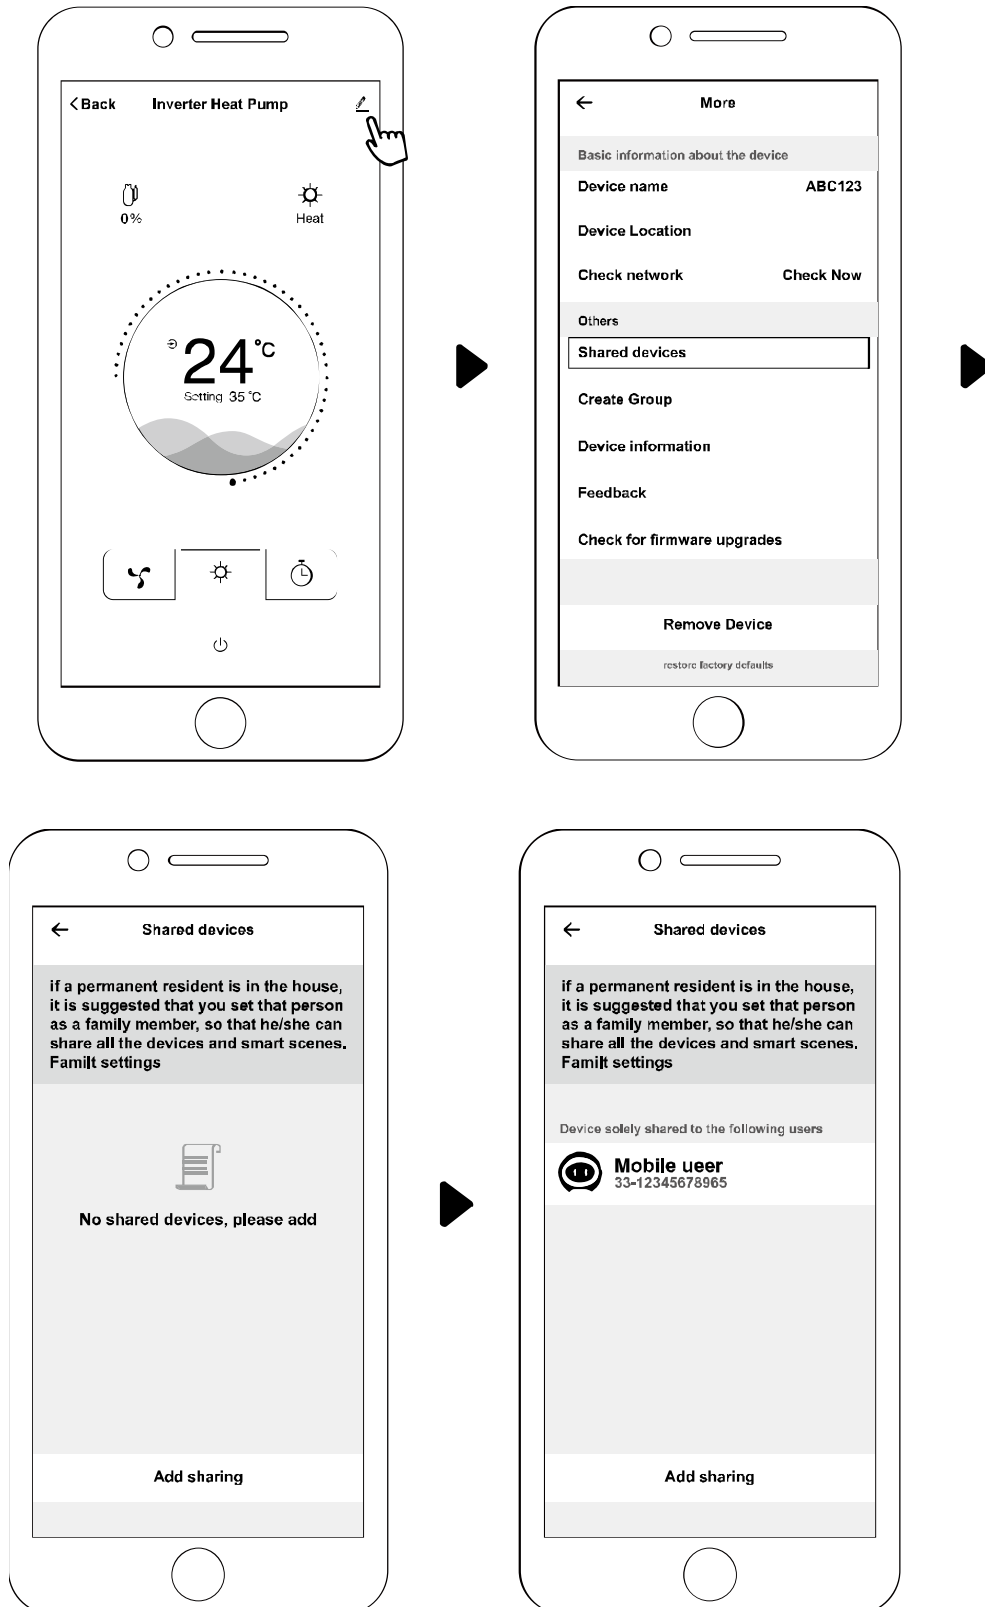 Back Inverter Heat Pump
0%
Heat
24°C
Setting 35°C
More
Basic information about the device
Device name ABC123
Device Location
Check network Check Now
Others
Shared devices
Create Group
Device information
Feedback
Check for firmware upgrades
Remove Device
restore factory defaults
Shared devices
if a permanent resident is in the house,
it is suggested that you set that person
as a family member, so that he/she can
share all the devices and smart scenes.
Familt settings
No shared devices, please add
Add sharing
Shared devices
if a permanent resident is in the house,
it is suggested that you set that person
as a family member, so that he/she can
share all the devices and smart scenes.
Familt settings
Device solely shared to the following users
Mobile ueer
33-12345678965
Add sharing